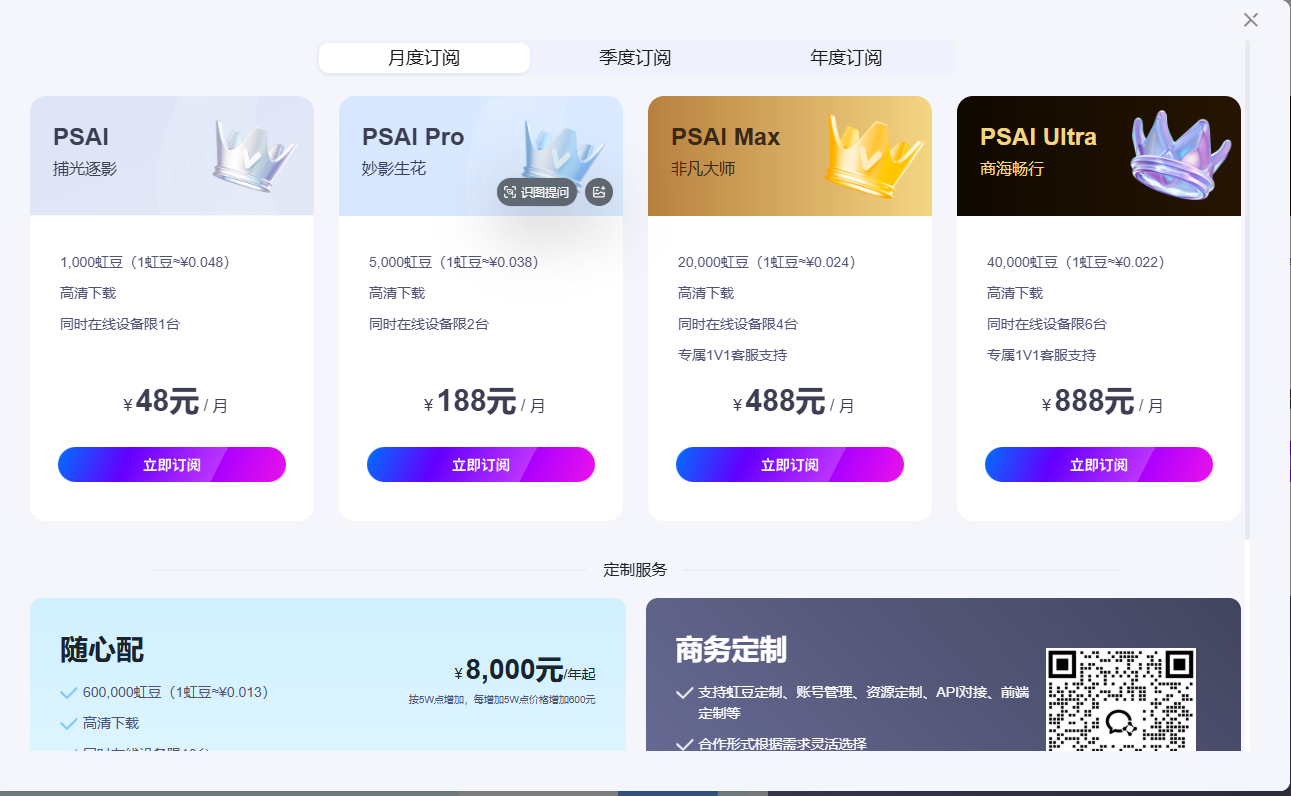 月度订阅
季度订阅
年度订阅
PSAI
捕光逐影
1,000虹豆（1虹豆≈¥0.048）
高清下载
同时在线设备限1台
¥48元 / 月
立即订阅
PSAI Pro
妙影生花
识图提问
5,000虹豆（1虹豆≈¥0.038）
高清下载
同时在线设备限2台
¥188元 / 月
立即订阅
PSAI Max
非凡大师
20,000虹豆（1虹豆≈¥0.024）
高清下载
同时在线设备限4台
专属1V1客服支持
¥488元 / 月
立即订阅
PSAI Ultra
商海畅行
40,000虹豆（1虹豆≈¥0.022）
高清下载
同时在线设备限6台
专属1V1客服支持
¥888元 / 月
立即订阅
定制服务
随心配
600,000虹豆（1虹豆≈¥0.013）
高清下载
¥8,000元/年起
按5W点增加，每增加5W点价格增加600元
商务定制
支持虹豆定制、账号管理、资源定制、API对接、前端
定制等
合作形式根据需求灵活选择